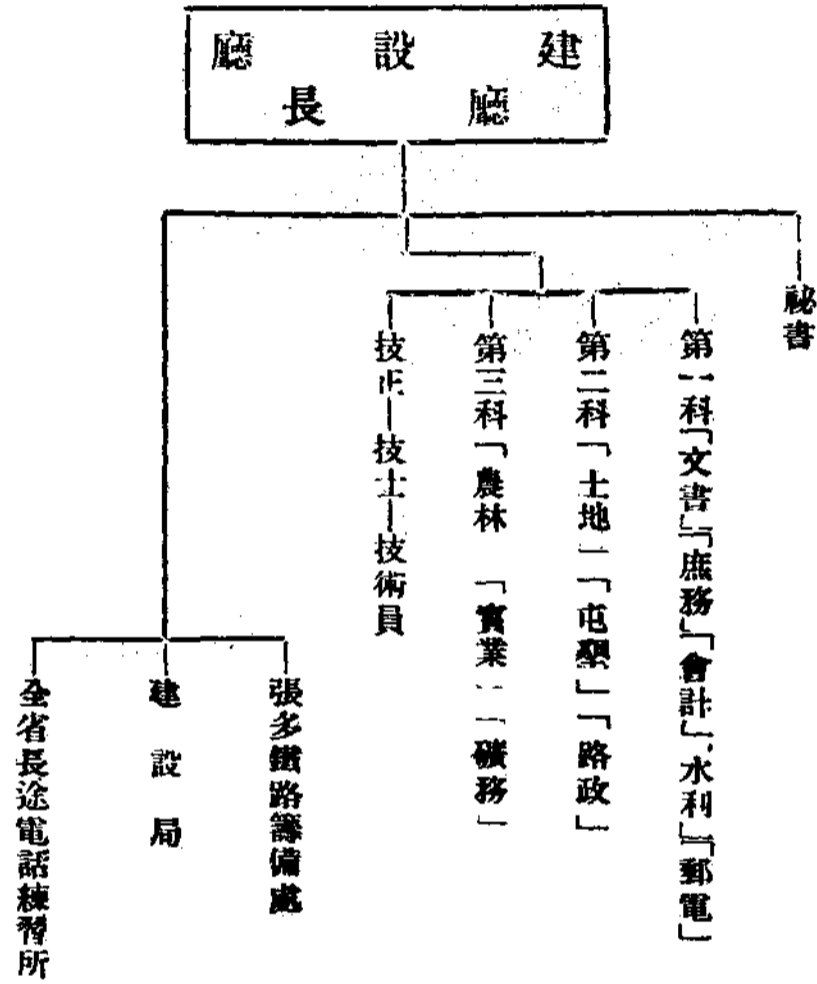 建設廳
廳長
祕書
第一科「文書」「庶務」「會計」「水利」「郵電」
第二科「土地」「屯墾」「路政」
第三科「農林「實業」「礦務」
技正—技士—技術員
張多鐵路籌備處
建設局
全省長途電話練習所